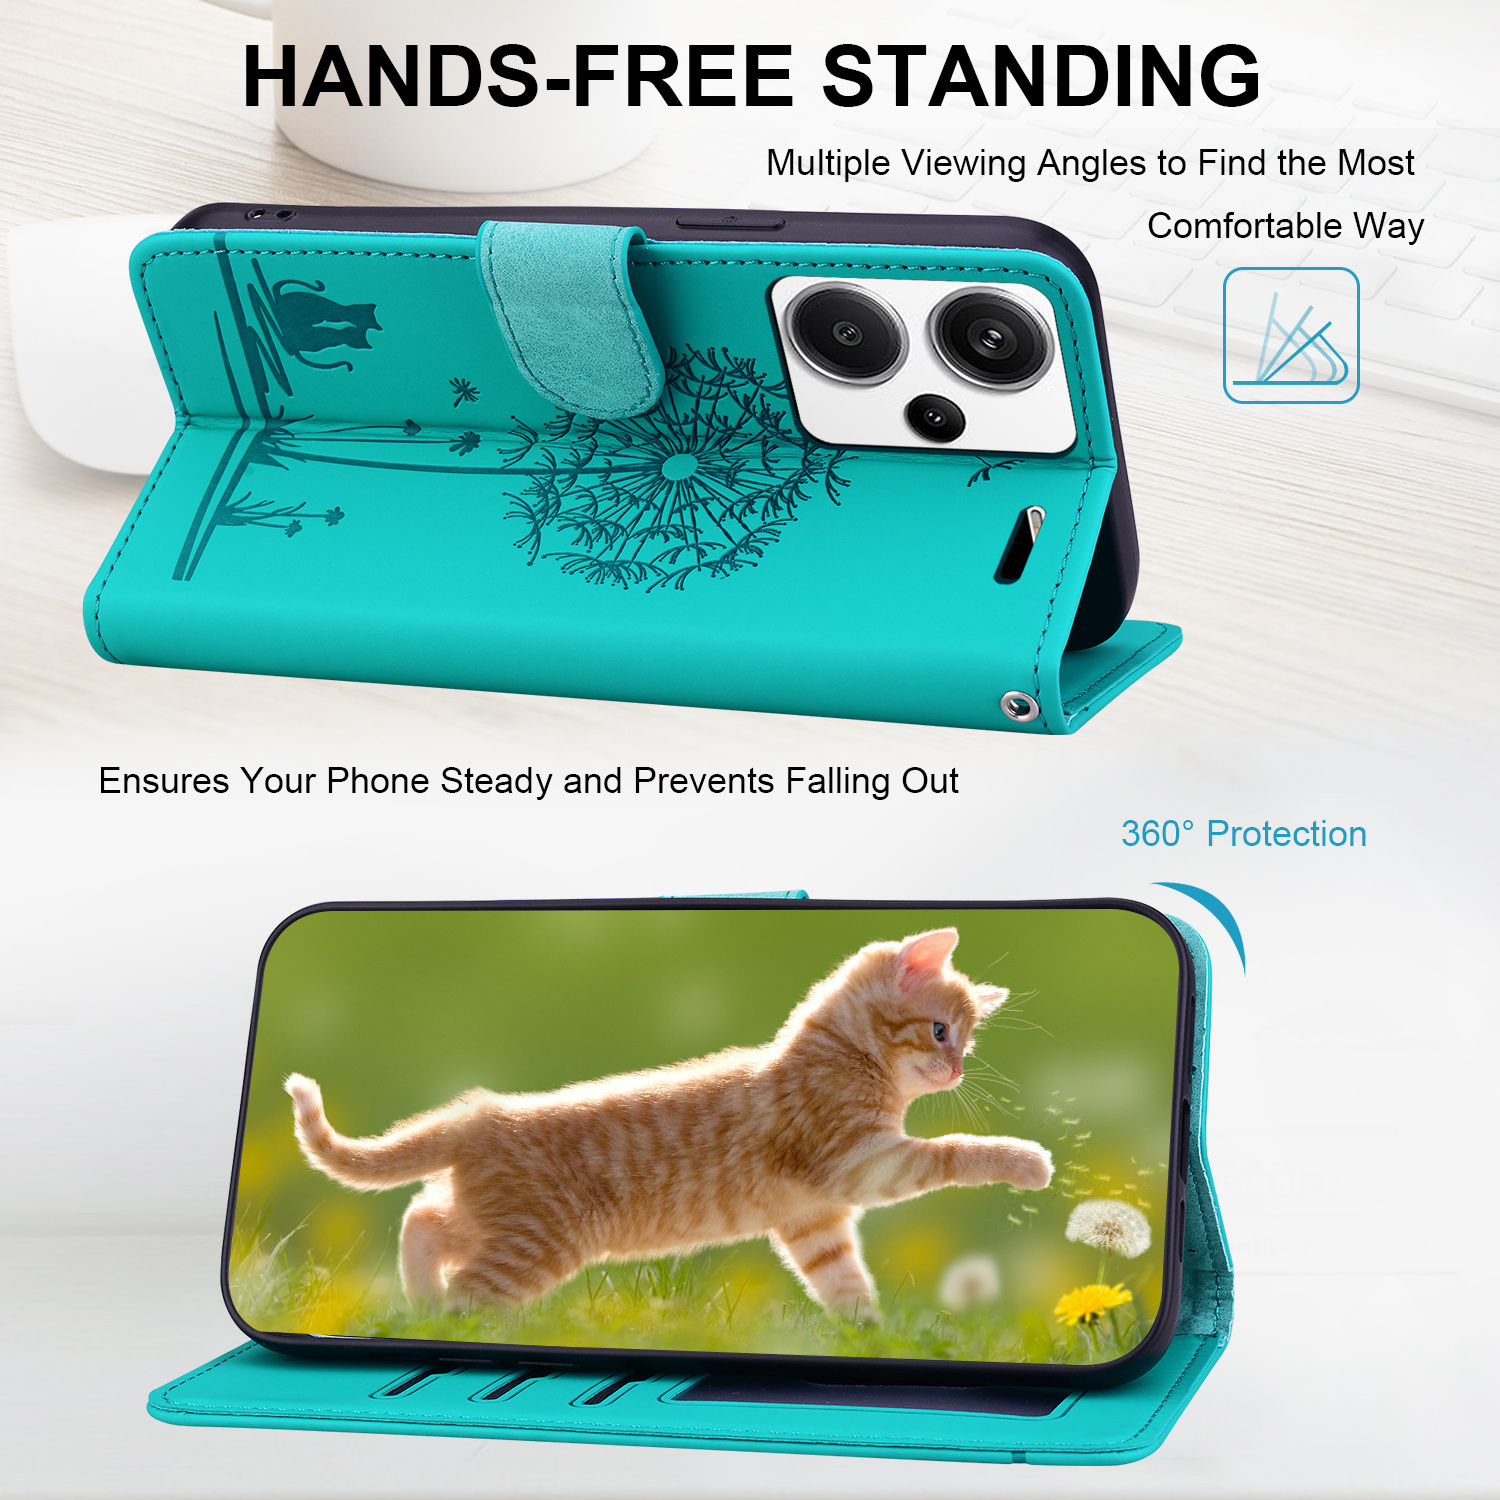 HANDS-FREE STANDING
Multiple Viewing Angles to Find the Most
Comfortable Way
Ensures Your Phone Steady and Prevents Falling Out
360° Protection